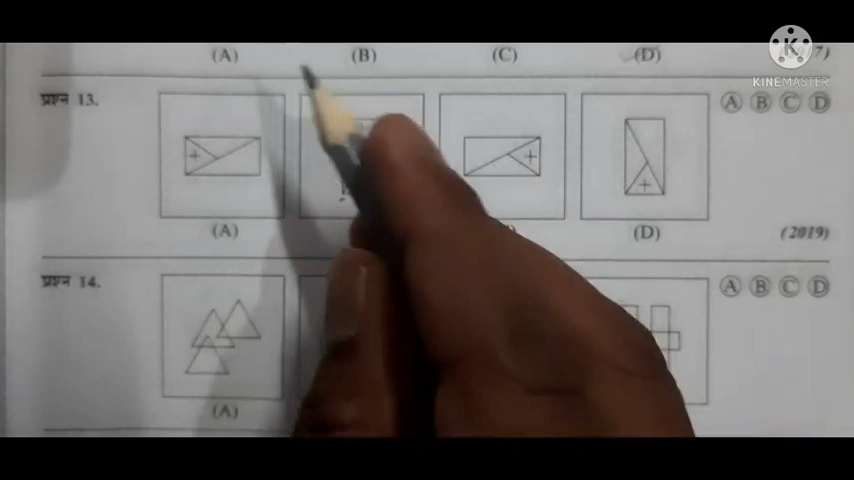 (A) (B) (C) (D)
K
KINEMASTER
प्रश्न 13. A B C D
(A) (D) (2019)
प्रश्न 14. A B C D
(A)